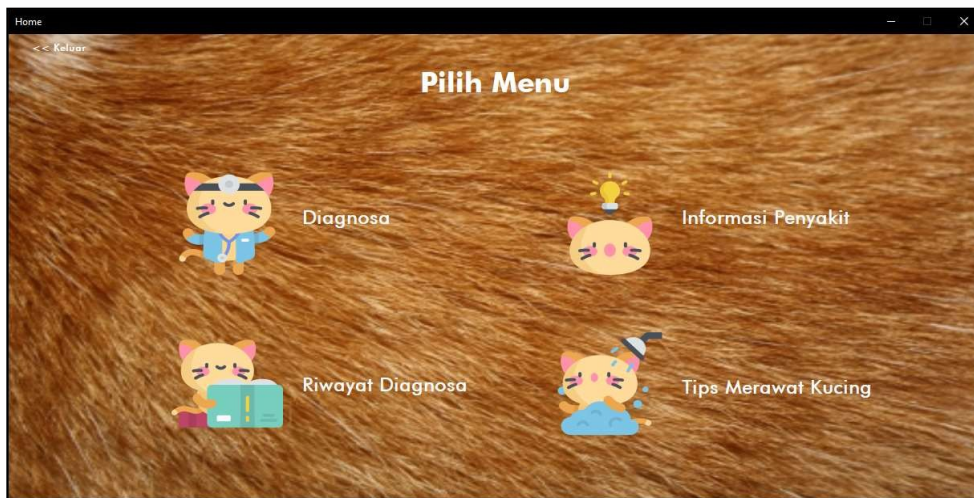 Home
<< Keluar
Pilih Menu
Diagnosa
Informasi Penyakit
Riwayat Diagnosa
Tips Merawat Kucing